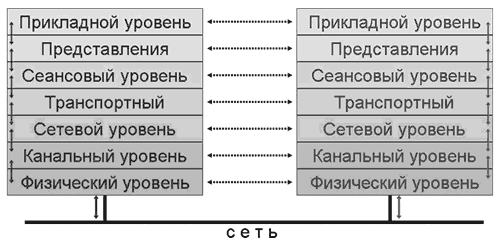 Прикладной уровень
Представления
Сеансовый уровень
Транспортный
Сетевой уровень
Канальный уровень
Физический уровень
Прикладной уровень
Представления
Сеансовый уровень
Транспортный
Сетевой уровень
Канальный уровень
Физический уровень
сеть